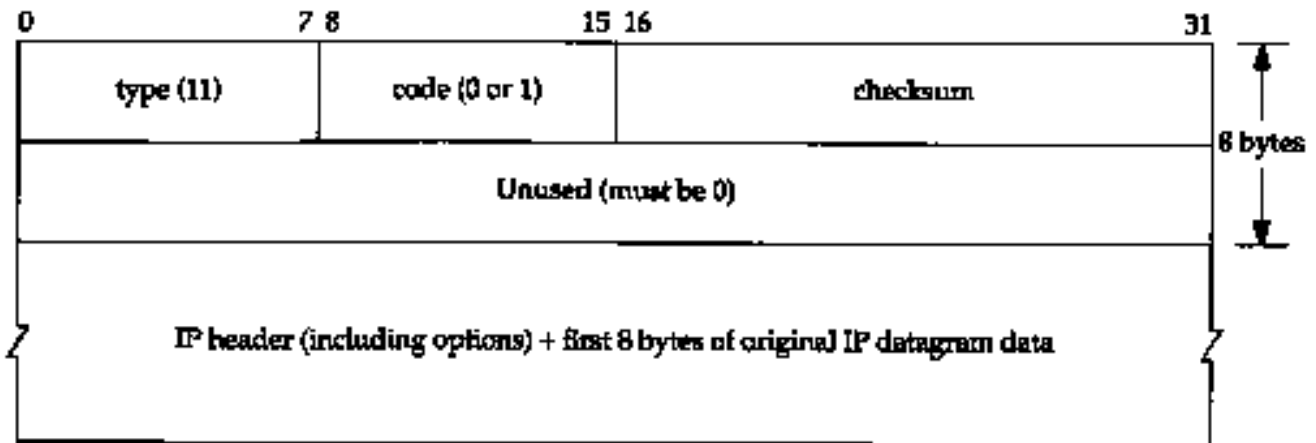 0 7 8 15 16 31
type (11) code (0 or 1) checksum
8 bytes
Unused (must be 0)
IP header (including options) + first 8 bytes of original IP datagram data